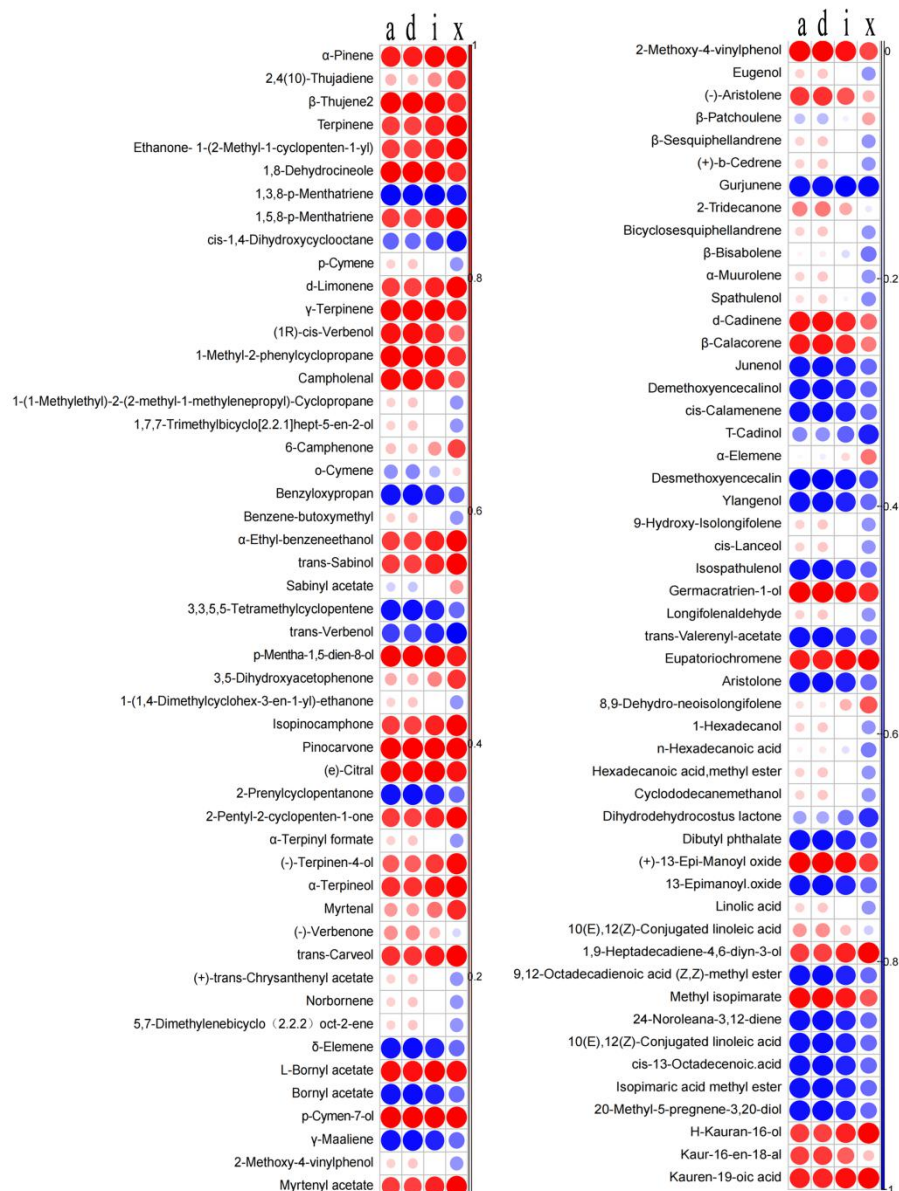 a d i x
α-Pinene
2,4(10)-Thujadiene
β-Thujene2
Terpinene
Ethanone- 1-(2-Methyl-1-cyclopenten-1-yl)
1,8-Dehydrocineole
1,3,8-p-Menthatriene
1,5,8-p-Menthatriene
cis-1,4-Dihydroxycyclooctane
p-Cymene
d-Limonene
γ-Terpinene
(1R)-cis-Verbenol
1-Methyl-2-phenylcyclopropane
Campholenal
1-(1-Methylethyl)-2-(2-methyl-1-methylenepropyl)-Cyclopropane
1,7,7-Trimethylbicyclo[2.2.1]hept-5-en-2-ol
6-Camphenone
o-Cymene
Benzyloxypropan
Benzene-butoxymethyl
α-Ethyl-benzeneethanol
trans-Sabinol
Sabinyl acetate
3,3,5,5-Tetramethylcyclopentene
trans-Verbenol
p-Mentha-1,5-dien-8-ol
3,5-Dihydroxyacetophenone
1-(1,4-Dimethylcyclohex-3-en-1-yl)-ethanone
Isopinocamphone
Pinocarvone
(e)-Citral
2-Prenylcyclopentanone
2-Pentyl-2-cyclopenten-1-one
α-Terpinyl formate
(-)-Terpinen-4-ol
α-Terpineol
Myrtenal
(-)-Verbenone
trans-Carveol
(+)-trans-Chrysanthenyl acetate
Norbornene
5,7-Dimethylenebicyclo（2.2.2）oct-2-ene
δ-Elemene
L-Bornyl acetate
Bornyl acetate
p-Cymen-7-ol
γ-Maaliene
2-Methoxy-4-vinylphenol
Myrtenyl acetate
1
0.8
0.6
0.4
0.2
a d i x
2-Methoxy-4-vinylphenol
Eugenol
(-)-Aristolene
β-Patchoulene
β-Sesquiphellandrene
(+)-b-Cedrene
Gurjunene
2-Tridecanone
Bicyclosesquiphellandrene
β-Bisabolene
α-Muurolene
Spathulenol
d-Cadinene
β-Calacorene
Junenol
Demethoxyencecalinol
cis-Calamenene
T-Cadinol
α-Elemene
Desmethoxyencecalin
Ylangenol
9-Hydroxy-Isolongifolene
cis-Lanceol
Isospathulenol
Germacratrien-1-ol
Longifolenaldehyde
trans-Valerenyl-acetate
Eupatoriochromene
Aristolone
8,9-Dehydro-neoisolongifolene
1-Hexadecanol
n-Hexadecanoic acid
Hexadecanoic acid,methyl ester
Cyclododecanemethanol
Dihydrodehydrocostus lactone
Dibutyl phthalate
(+)-13-Epi-Manoyl oxide
13-Epimanoyl.oxide
Linolic acid
10(E),12(Z)-Conjugated linoleic acid
1,9-Heptadecadiene-4,6-diyn-3-ol
9,12-Octadecadienoic acid (Z,Z)-methyl ester
Methyl isopimarate
24-Noroleana-3,12-diene
10(E),12(Z)-Conjugated linoleic acid
cis-13-Octadecenoic.acid
Isopimaric acid methyl ester
20-Methyl-5-pregnene-3,20-diol
H-Kauran-16-ol
Kaur-16-en-18-al
Kauren-19-oic acid
0
-0.2
-0.4
-0.6
-0.8
-1